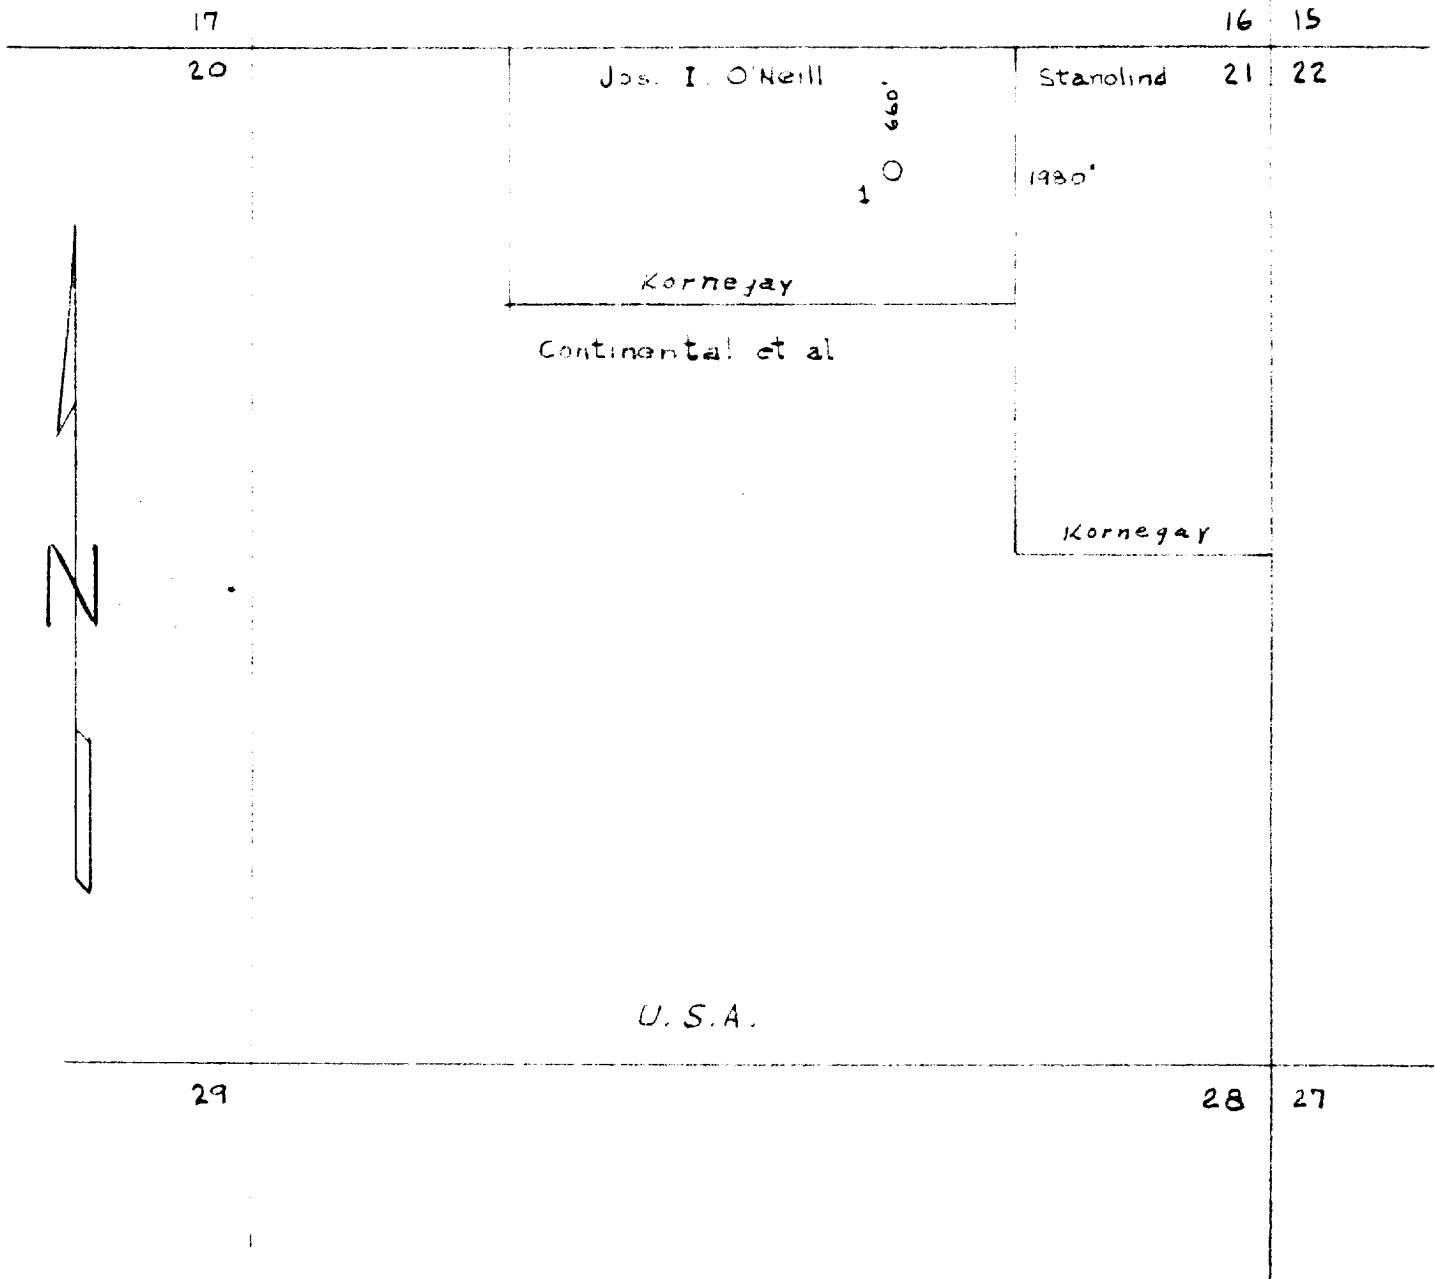 17
16 15
20
Jos. I. O'Neill
Stanolind
21 22
660'
1
1980'
Kornegay
Continental et al
Kornegay
N
U.S.A.
29
28 27